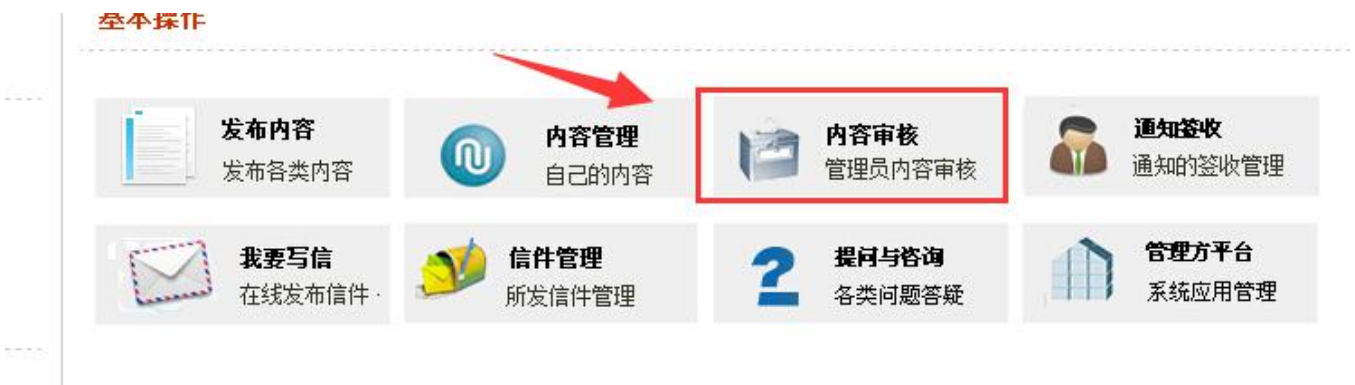 基本操作
发布内容
发布各类内容
内容管理
自己的内容
内容审核
管理员内容审核
通知签收
通知的签收管理
我要写信
在线发布信件·
信件管理
所发信件管理
提问与咨询
各类问题答疑
管理方平台
系统应用管理